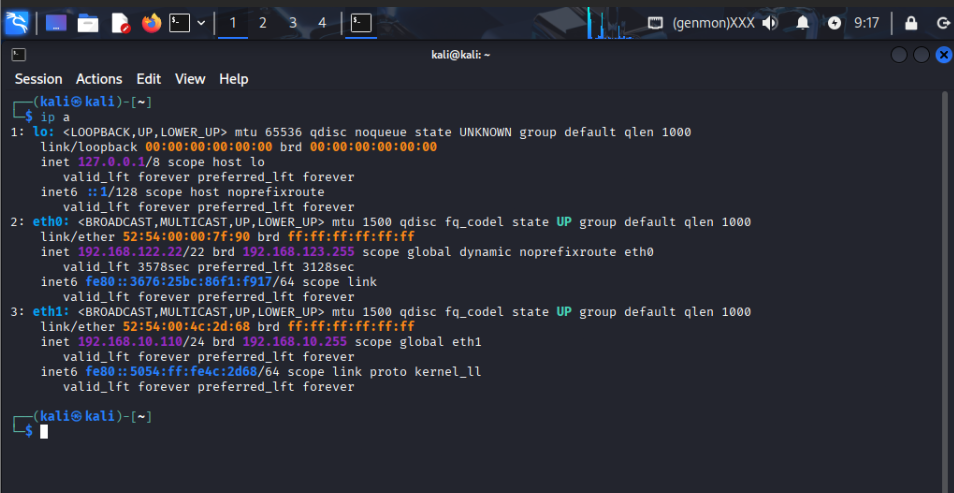 1 2 3 4 (genmon)XXX 9:17
kali@kali: ~
Session Actions Edit View Help
┌──(kali㉿kali)-[~]
└─$ ip a
1: lo: <LOOPBACK,UP,LOWER_UP> mtu 65536 qdisc noqueue state UNKNOWN group default qlen 1000
link/loopback 00:00:00:00:00:00 brd 00:00:00:00:00:00
inet 127.0.0.1/8 scope host lo
valid_lft forever preferred_lft forever
inet6 ::1/128 scope host noprefixroute
valid_lft forever preferred_lft forever
2: eth0: <BROADCAST,MULTICAST,UP,LOWER_UP> mtu 1500 qdisc fq_codel state UP group default qlen 1000
link/ether 52:54:00:00:7f:90 brd ff:ff:ff:ff:ff:ff
inet 192.168.122.22/22 brd 192.168.123.255 scope global dynamic noprefixroute eth0
valid_lft 3578sec preferred_lft 3128sec
inet6 fe80::3676:25bc:86f1:f917/64 scope link
valid_lft forever preferred_lft forever
3: eth1: <BROADCAST,MULTICAST,UP,LOWER_UP> mtu 1500 qdisc fq_codel state UP group default qlen 1000
link/ether 52:54:00:4c:2d:68 brd ff:ff:ff:ff:ff:ff
inet 192.168.10.110/24 brd 192.168.10.255 scope global eth1
valid_lft forever preferred_lft forever
inet6 fe80::5054:ff:fe4c:2d68/64 scope link proto kernel_ll
valid_lft forever preferred_lft forever
┌──(kali㉿kali)-[~]
└─$